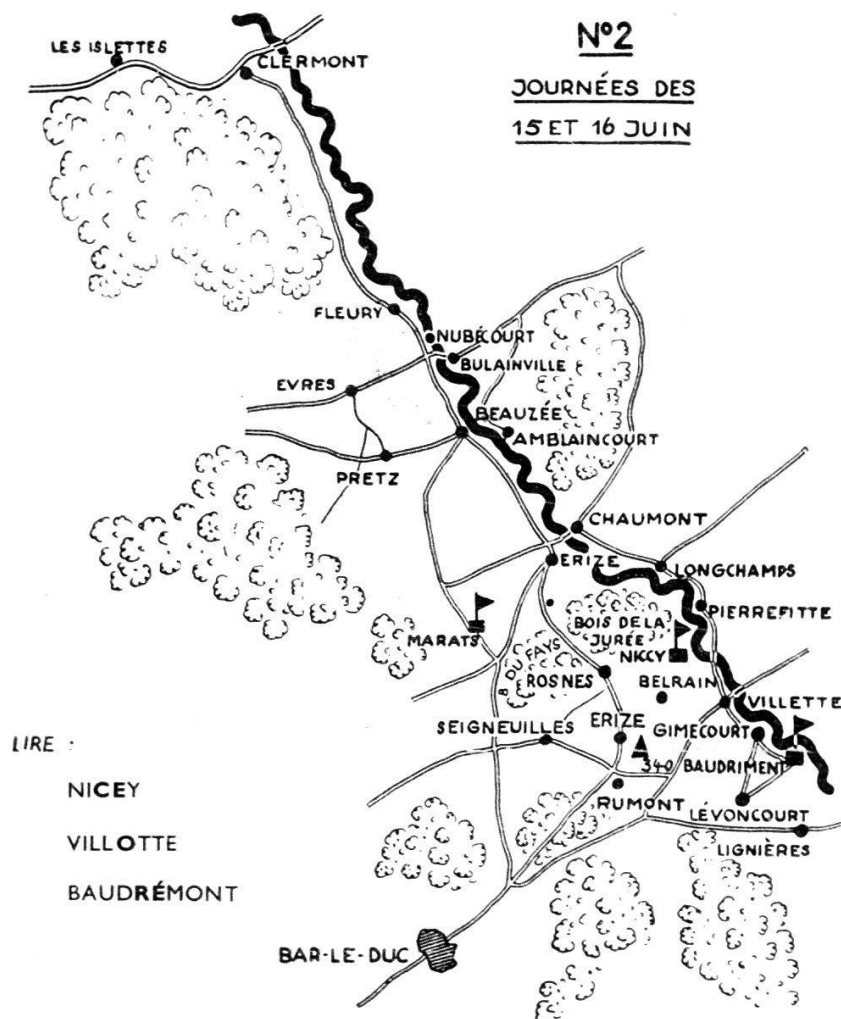 Nº2
JOURNÉES DES
15 ET 16 JUIN
LES ISLETTES
CLERMONT
FLEURY
NUBÉCOURT
BULAINVILLE
EVRES
BEAUZÉE
AMBLAINCOURT
PRETZ
CHAUMONT
ERIZE
LONGCHAMPS
PIERREFITTE
BOIS DE LA
JURÉE
MARATS
NICCY
B DU FAYS
ROSNES
BELRAIN
VILLETTE
SEIGNEUILLES
ERIZE
GIMECOURT
340
BAUDRIMENT
RUMONT
LÉVONCOURT
LIGNIÈRES
LIRE :
NICEY
VILLOTTE
BAUDRÉMONT
BAR-LE-DUC